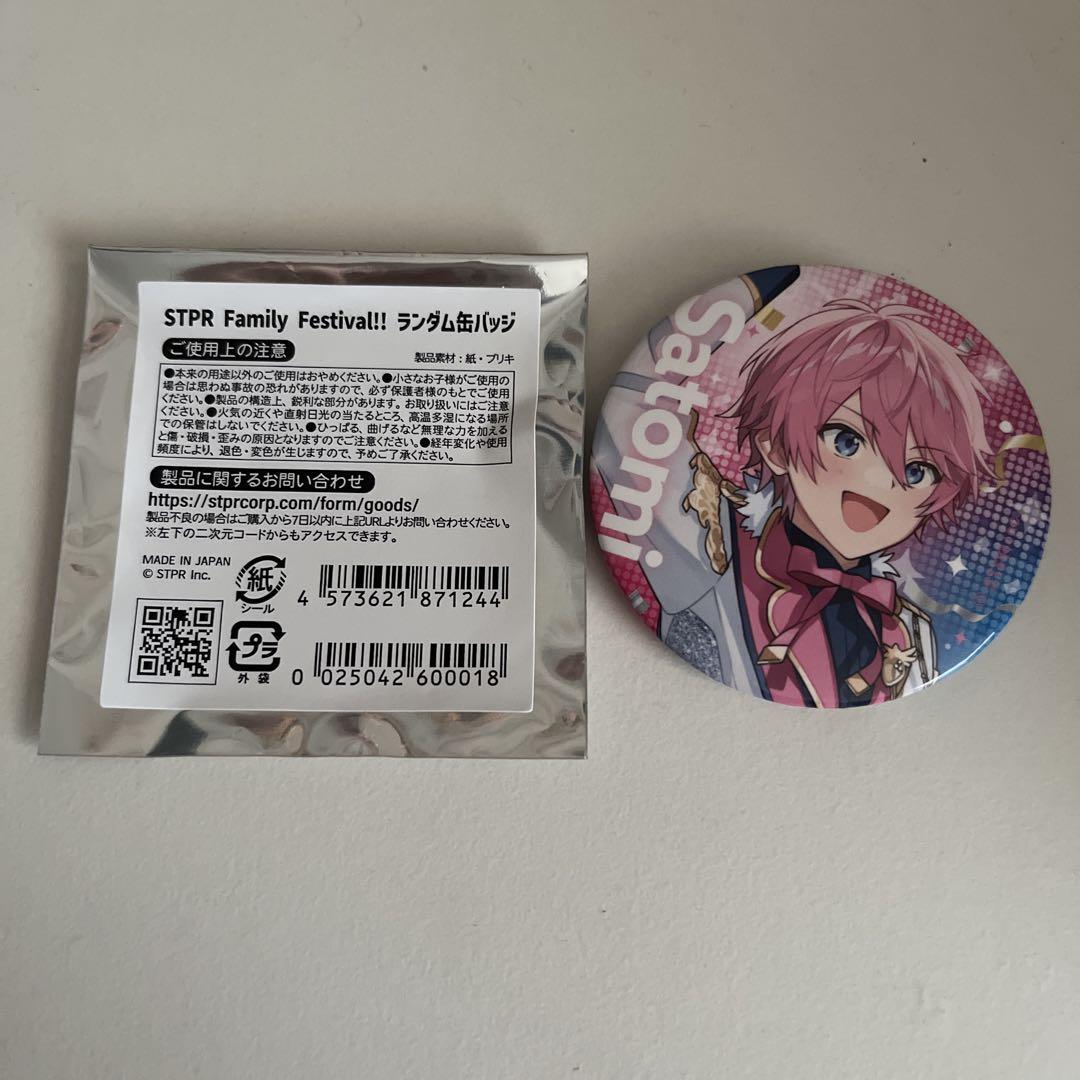 STPR Family Festival!! ランダム缶バッジ
ご使用上の注意
製品素材：紙・ブリキ
●本来の用途以外のご使用はおやめください。●小さなお子様がご使用の
場合は思わぬ事故の恐れがありますので、必ず保護者様のもとでご使用
ください。●製品の構造上、鋭利な部分があります。お取り扱いにはご注意
ください。●火気の近くや直射日光の当たるところ、高温多湿になる場所
での保管はしないでください。●ひっぱる、曲げるなど無理な力を加える
と傷・破損・歪みの原因となりますのでご注意ください。●経年変化や使用
頻度により、退色・変色が生じますので、予めご了承ください。
製品に関するお問い合わせ
https://stprcorp.com/form/goods/
製品不良の場合はご購入から7日以内に上記URLよりお問い合わせください。
※左下の二次元コードからもアクセスできます。
MADE IN JAPAN
© STPR Inc.
紙
シール
4 573621 871244
プラ
外 袋
0 025042 600018
Satomi